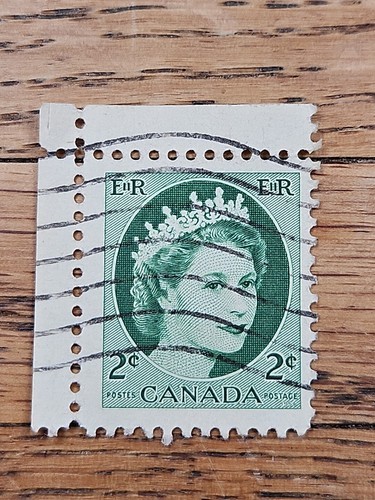 EIIR EIIR
2¢ 2¢
POSTES CANADA POSTAGE